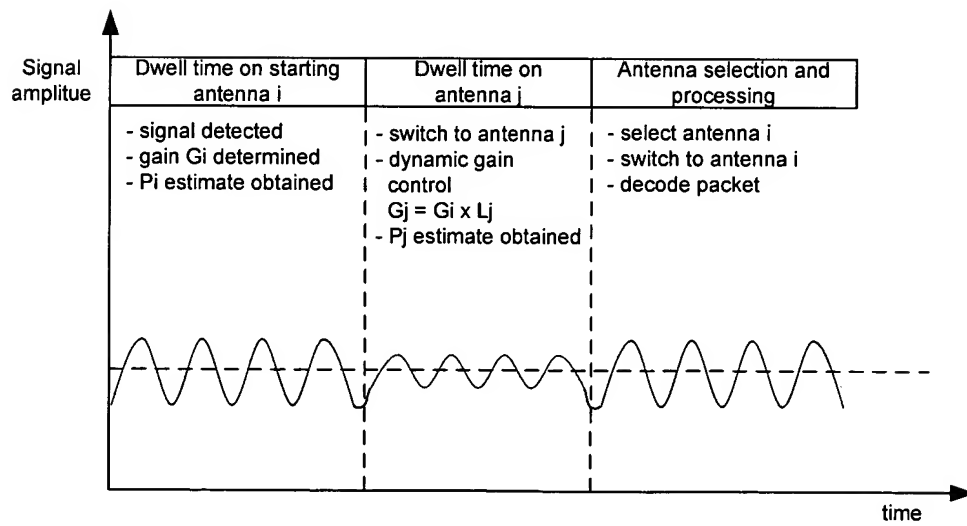 Signal
amplitue
Dwell time on starting
antenna i
Dwell time on
antenna j
Antenna selection and
processing
- signal detected
- gain Gi determined
- Pi estimate obtained
- switch to antenna j
- dynamic gain
control
Gj = Gi x Lj
- Pj estimate obtained
- select antenna i
- switch to antenna i
- decode packet
time